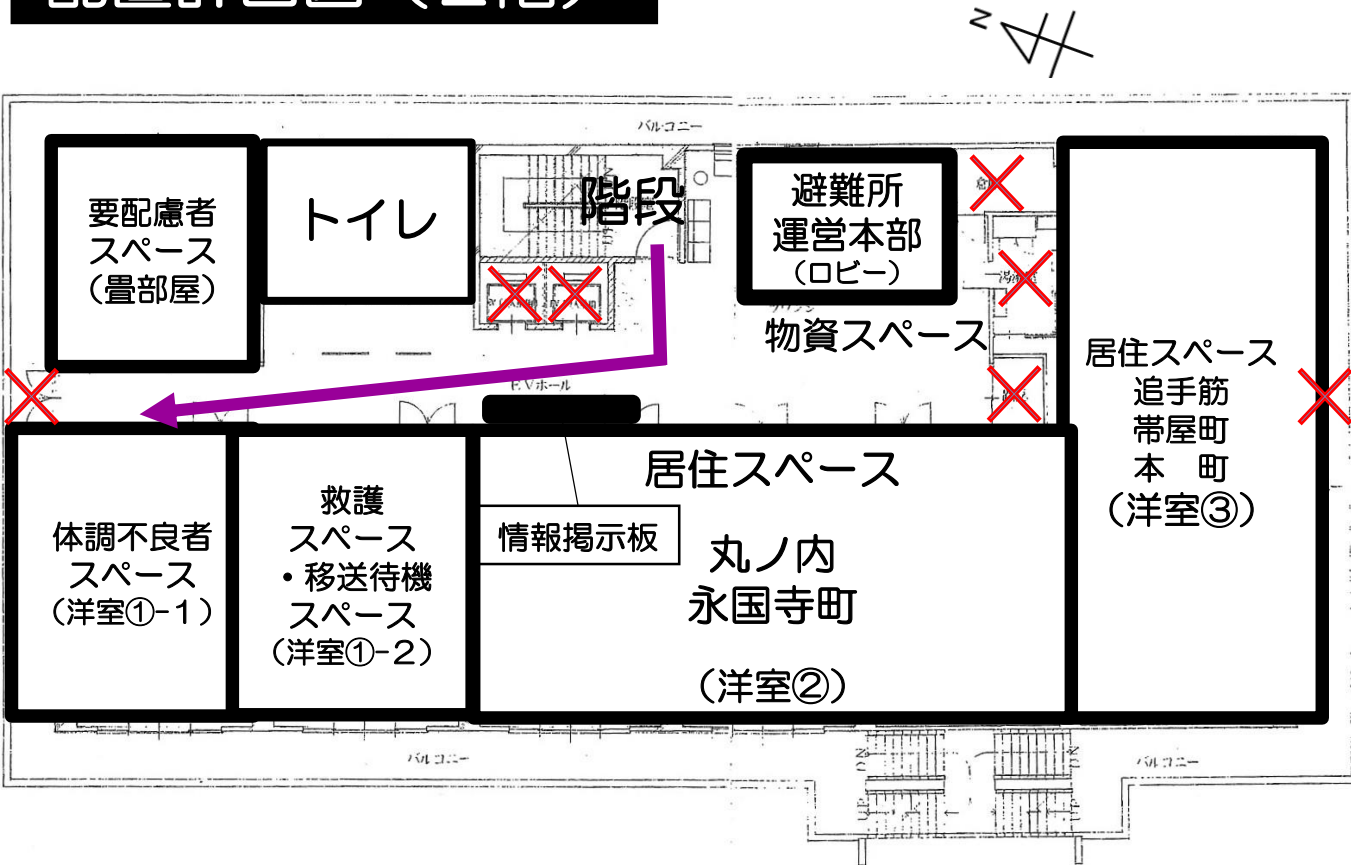 N
バルコニー
要配慮者
スペース
（畳部屋）
トイレ
階段
避難所
運営本部
（ロビー）
物資スペース
E.Vホール
居住スペース
追手筋
帯屋町
本　町
（洋室③）
体調不良者
スペース
（洋室①-１）
救護
スペース
・移送待機
スペース
（洋室①-２）
情報掲示板
居住スペース
丸ノ内
永国寺町
（洋室②）
バルコニー
バルコニー